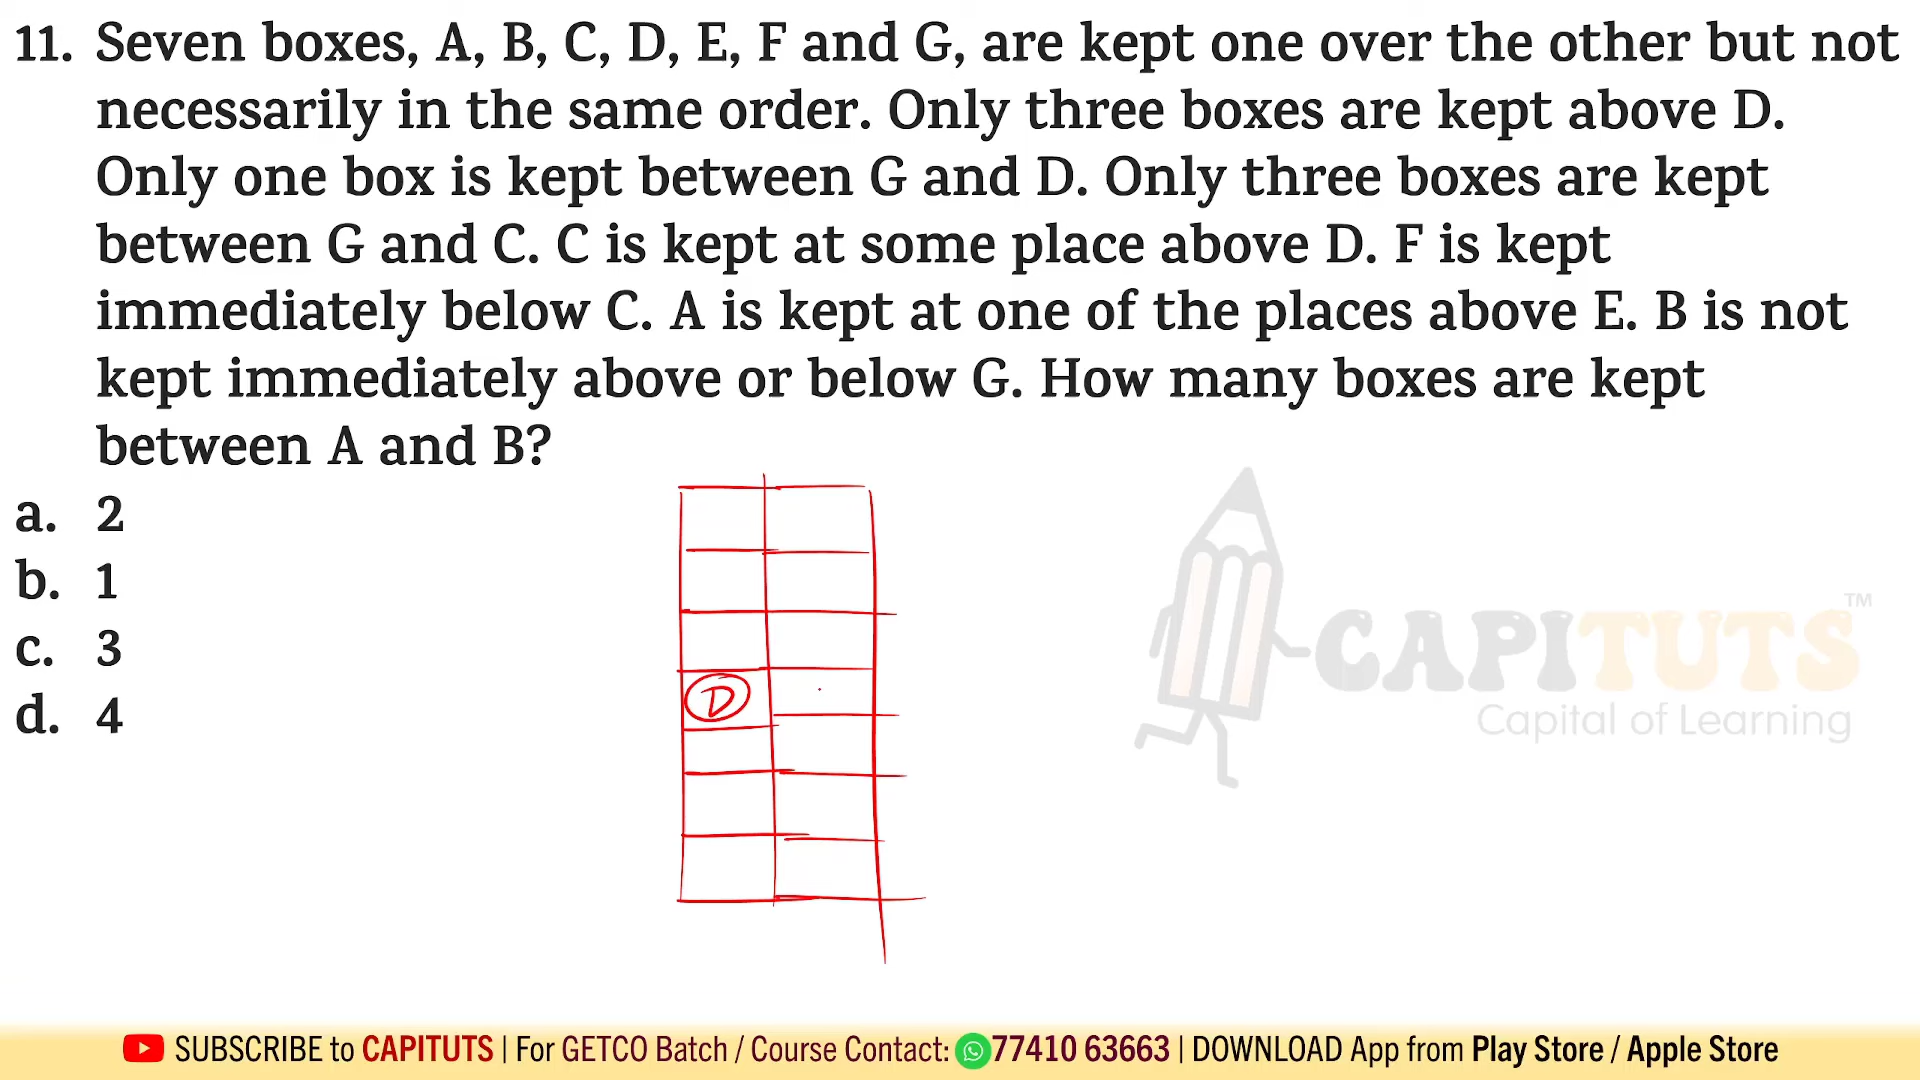 11. Seven boxes, A, B, C, D, E, F and G, are kept one over the other but not
necessarily in the same order. Only three boxes are kept above D.
Only one box is kept between G and D. Only three boxes are kept
between G and C. C is kept at some place above D. F is kept
immediately below C. A is kept at one of the places above E. B is not
kept immediately above or below G. How many boxes are kept
between A and B?
a. 2
b. 1
c. 3
d. 4
D
CAPITUTS™
Capital of Learning
SUBSCRIBE to CAPITUTS | For GETCO Batch / Course Contact: 77410 63663 | DOWNLOAD App from Play Store / Apple Store